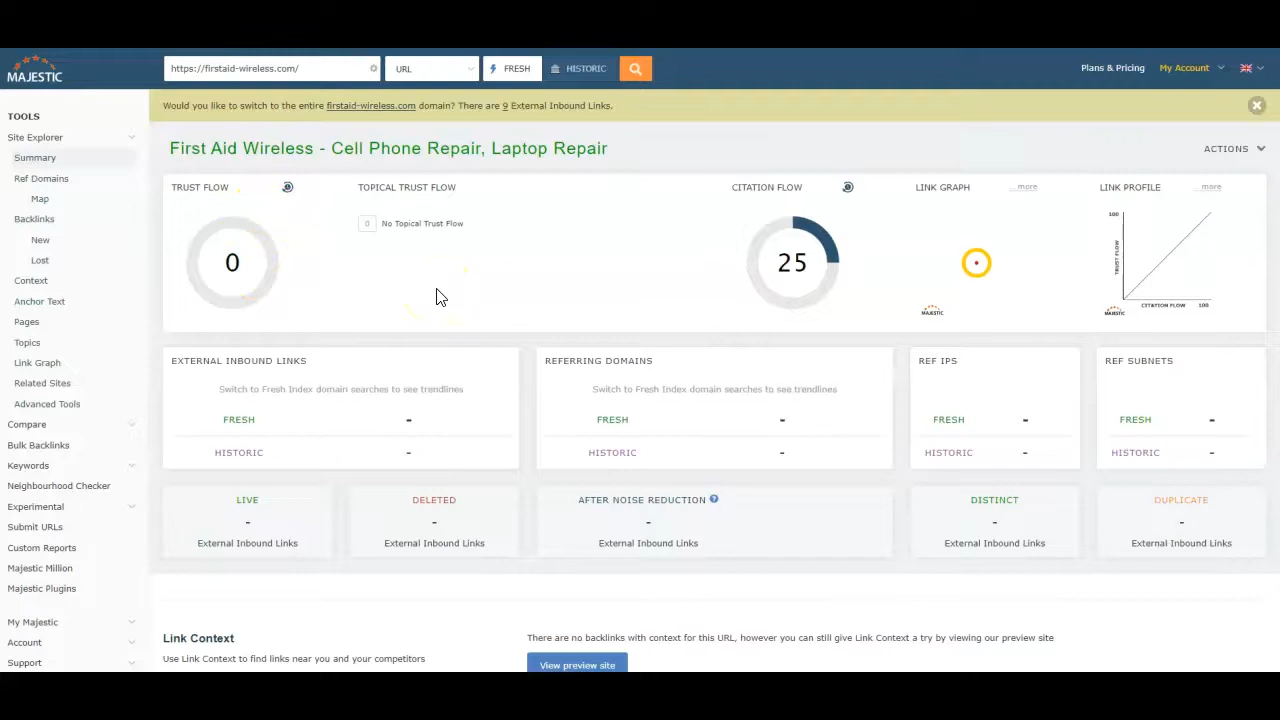 MAJESTIC
https://firstaid-wireless.com/
URL
FRESH
HISTORIC
Plans & Pricing
My Account
TOOLS
Site Explorer
Summary
Ref Domains
Map
Backlinks
New
Lost
Context
Anchor Text
Pages
Topics
Link Graph
Related Sites
Advanced Tools
Compare
Bulk Backlinks
Keywords
Neighbourhood Checker
Experimental
Submit URLs
Custom Reports
Majestic Million
Majestic Plugins
My Majestic
Account
Support
Would you like to switch to the entire firstaid-wireless.com domain? There are 9 External Inbound Links.
First Aid Wireless - Cell Phone Repair, Laptop Repair
ACTIONS
TRUST FLOW
0
TOPICAL TRUST FLOW
0 No Topical Trust Flow
CITATION FLOW
25
LINK GRAPH
...more
MAJESTIC
LINK PROFILE
...more
100
TRUST FLOW
CITATION FLOW 100
MAJESTIC
EXTERNAL INBOUND LINKS
Switch to Fresh Index domain searches to see trendlines
FRESH -
HISTORIC -
REFERRING DOMAINS
Switch to Fresh Index domain searches to see trendlines
FRESH -
HISTORIC -
REF IPS
FRESH -
HISTORIC -
REF SUBNETS
FRESH -
HISTORIC -
LIVE
-
External Inbound Links
DELETED
-
External Inbound Links
AFTER NOISE REDUCTION
-
External Inbound Links
DISTINCT
-
External Inbound Links
DUPLICATE
-
External Inbound Links
Link Context
Use Link Context to find links near you and your competitors
There are no backlinks with context for this URL, however you can still give Link Context a try by viewing our preview site
View preview site